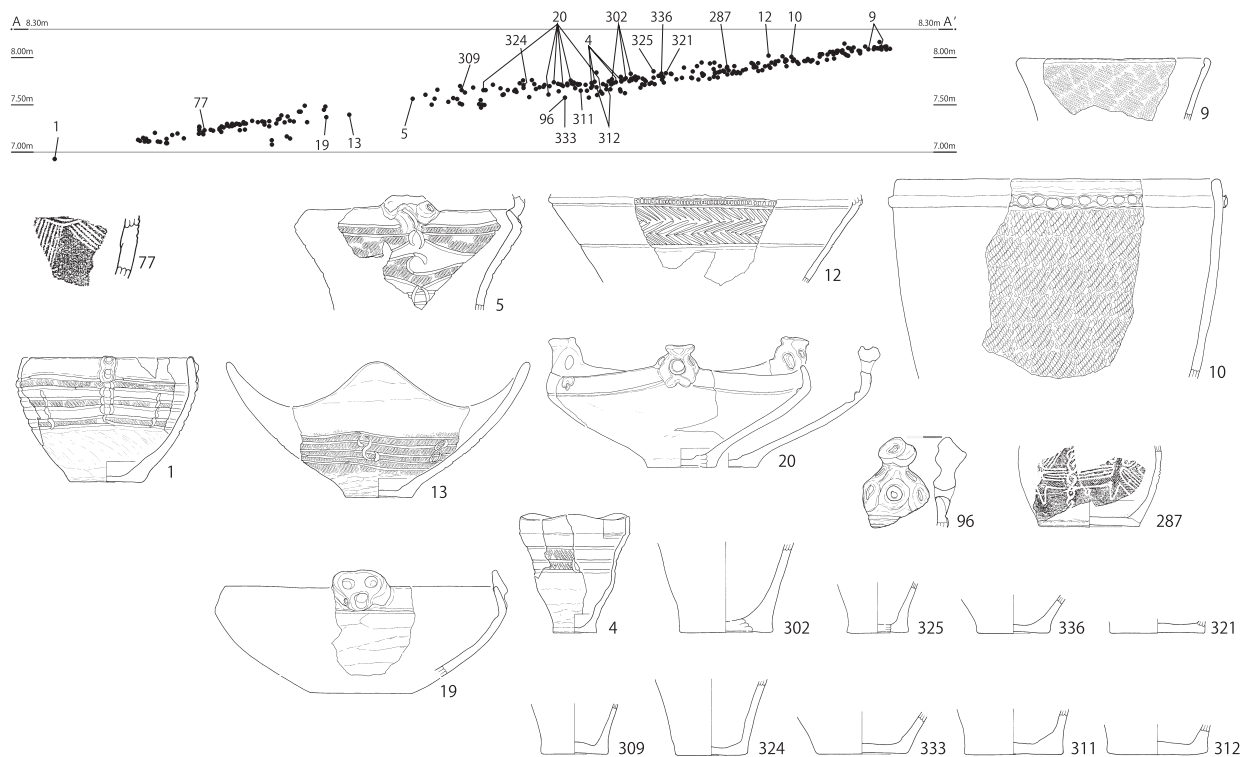 A 8.30m 20 302 336 287 12 10 9 8.30m A′
8.00m 324 4 325 321 8.00m
309
7.50m 77 7.50m
1 5 96 311
19 13 333 312
7.00m 7.00m
9
77 5 12 10
1 13 20 96 287
19 4 302 325 336 321
309 324 333 311 312